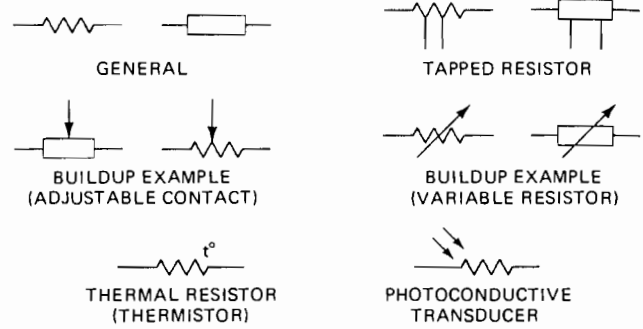 GENERAL
TAPPED RESISTOR
BUILDUP EXAMPLE
(ADJUSTABLE CONTACT)
BUILDUP EXAMPLE
(VARIABLE RESISTOR)
t°
THERMAL RESISTOR
(THERMISTOR)
PHOTOCONDUCTIVE
TRANSDUCER